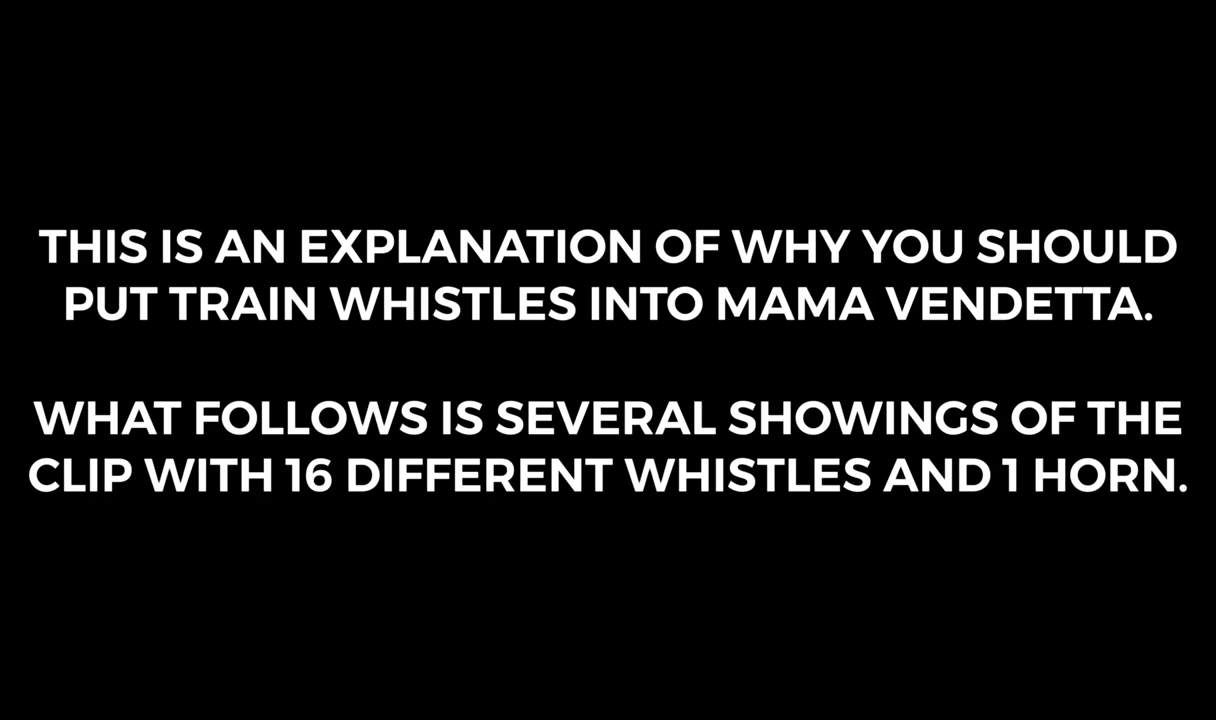 THIS IS AN EXPLANATION OF WHY YOU SHOULD
PUT TRAIN WHISTLES INTO MAMA VENDETTA.
WHAT FOLLOWS IS SEVERAL SHOWINGS OF THE
CLIP WITH 16 DIFFERENT WHISTLES AND 1 HORN.